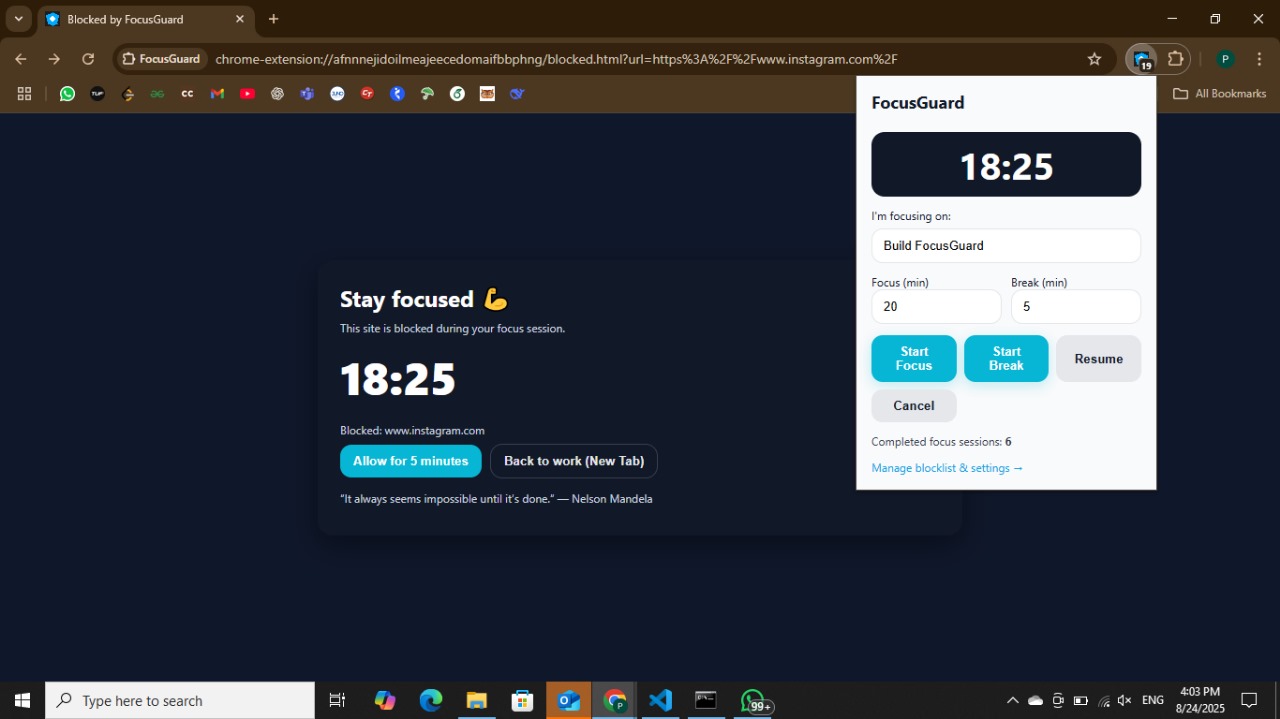 Blocked by FocusGuard
FocusGuard
chrome-extension://afnnnejidoilmeajeecedomaifbbphng/blocked.html?url=https%3A%2F%2Fwww.instagram.com%2F
19
P
CC
All Bookmarks
FocusGuard
18:25
I'm focusing on:
Build FocusGuard
Focus (min) Break (min)
20 5
Start Focus
Start Break
Resume
Cancel
Completed focus sessions: 6
Manage blocklist & settings →
Stay focused 💪
This site is blocked during your focus session.
18:25
Blocked: www.instagram.com
Allow for 5 minutes Back to work (New Tab)
“It always seems impossible until it’s done.” — Nelson Mandela
Type here to search
99+
ENG
4:03 PM
8/24/2025